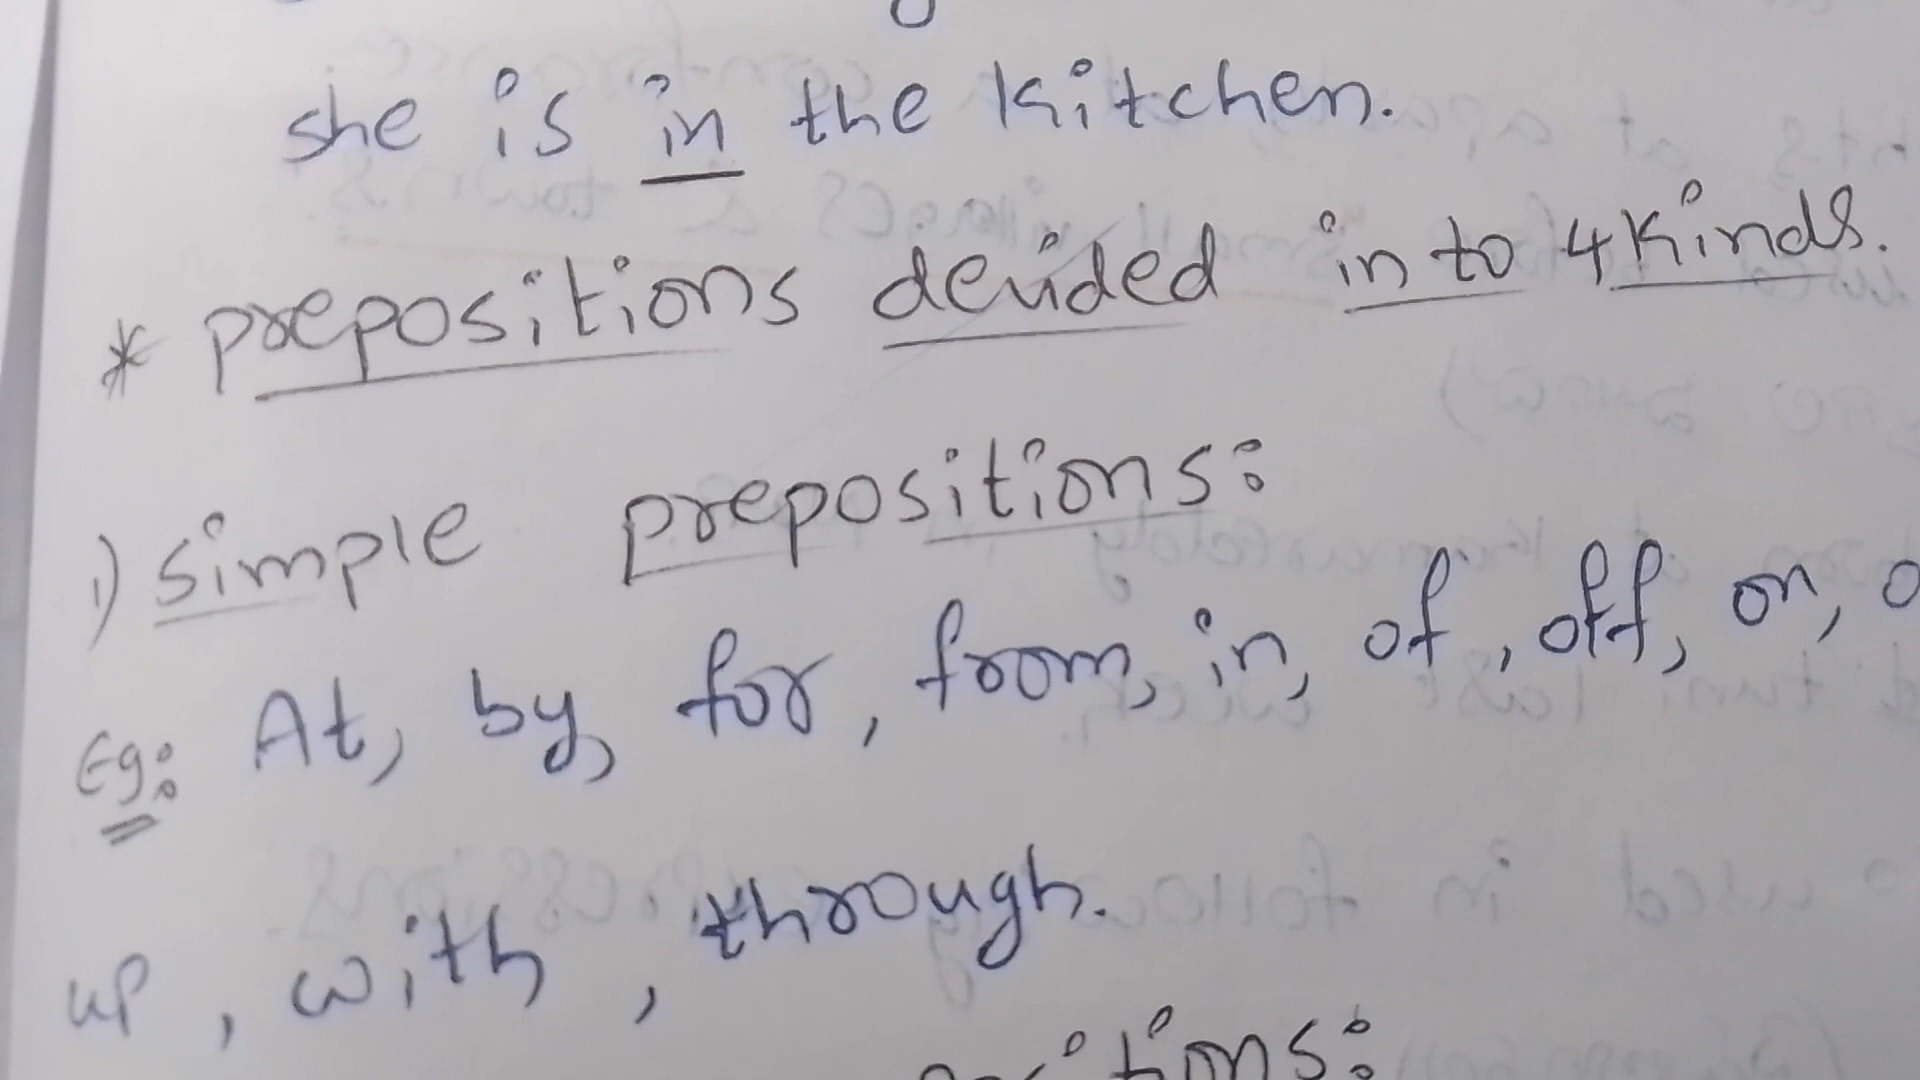 she is in the kitchen.
* prepositions devided in to 4 kinds.
1) simple prepositions:
Eg: At, by, for, from, in, of, off, on,
up, with, through.